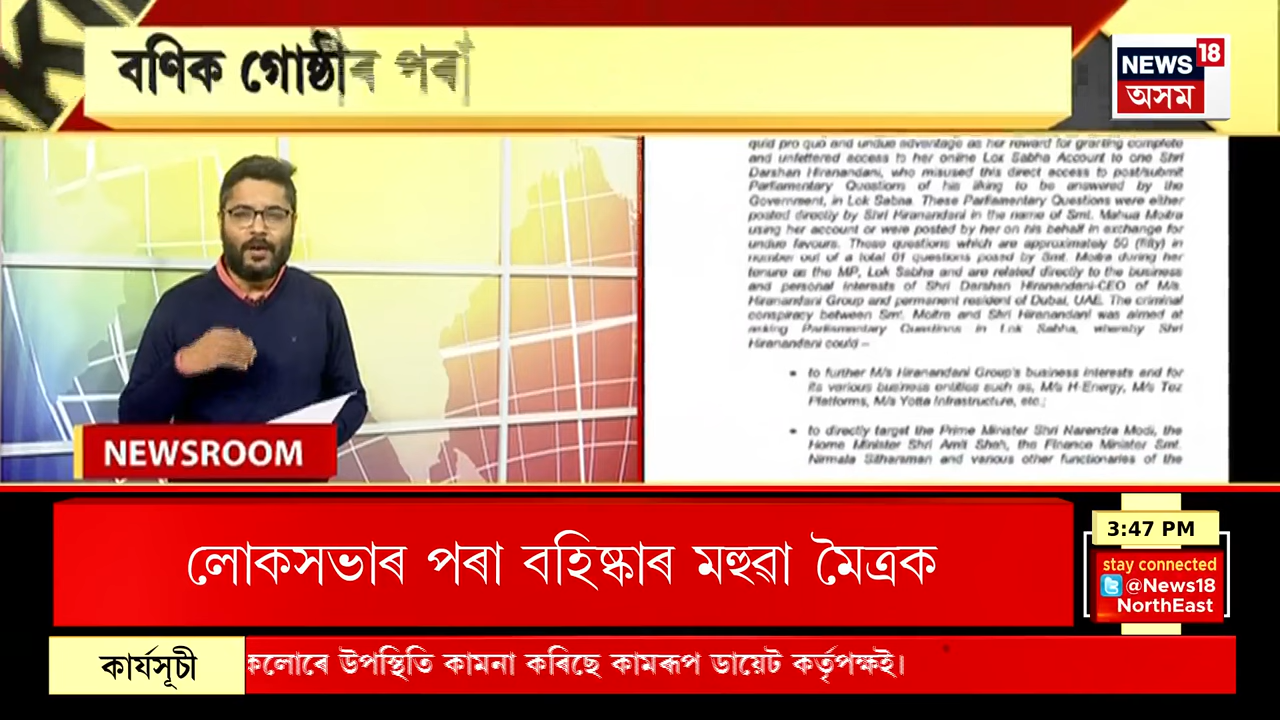 বণিক গোষ্ঠীৰ পৰা
NEWS 18
অসম
quid pro quo and undue advantage as her reward for granting complete
and unfettered access to her online Lok Sabha Account to one Shri
Darshan Hiranandani, who misused this direct access to post/submit
Parliamentary Questions of his liking to be answered by the
Government, in Lok Sabha. These Parliamentary Questions were either
posted directly by Shri Hiranandani in the name of Smt. Mahua Moitra
using her account or were posted by her on his behalf in exchange for
undue favours. These questions which are approximately 50 (fifty) in
number out of a total 61 questions posed by Smt. Moitra during her
tenure as the MP, Lok Sabha and are related directly to the business
and personal interests of Shri Darshan Hiranandani-CEO of M/s.
Hiranandani Group and permanent resident of Dubai, UAE. The criminal
conspiracy between Smt. Moitra and Shri Hiranandani was aimed at
asking Parliamentary Questions in Lok Sabha, whereby Shri
Hiranandani could –
• to further M/s Hiranandani Group's business interests and for
its various business entities such as, M/s H-Energy, M/s Tez
Platforms, M/s Yotta Infrastructure, etc.;
• to directly target the Prime Minister Shri Narendra Modi, the
Home Minister Shri Amit Shah, the Finance Minister Smt.
Nirmala Sitharaman and various other functionaries of the
NEWSROOM
লোকসভাৰ পৰা বহিষ্কাৰ মহুৱা মৈত্ৰক
3:47 PM
stay connected
@News18
NorthEast
কাৰ্যসূচী
কলোৰে উপস্থিতি কামনা কৰিছে কামৰূপ ডায়েট কৰ্তৃপক্ষই।